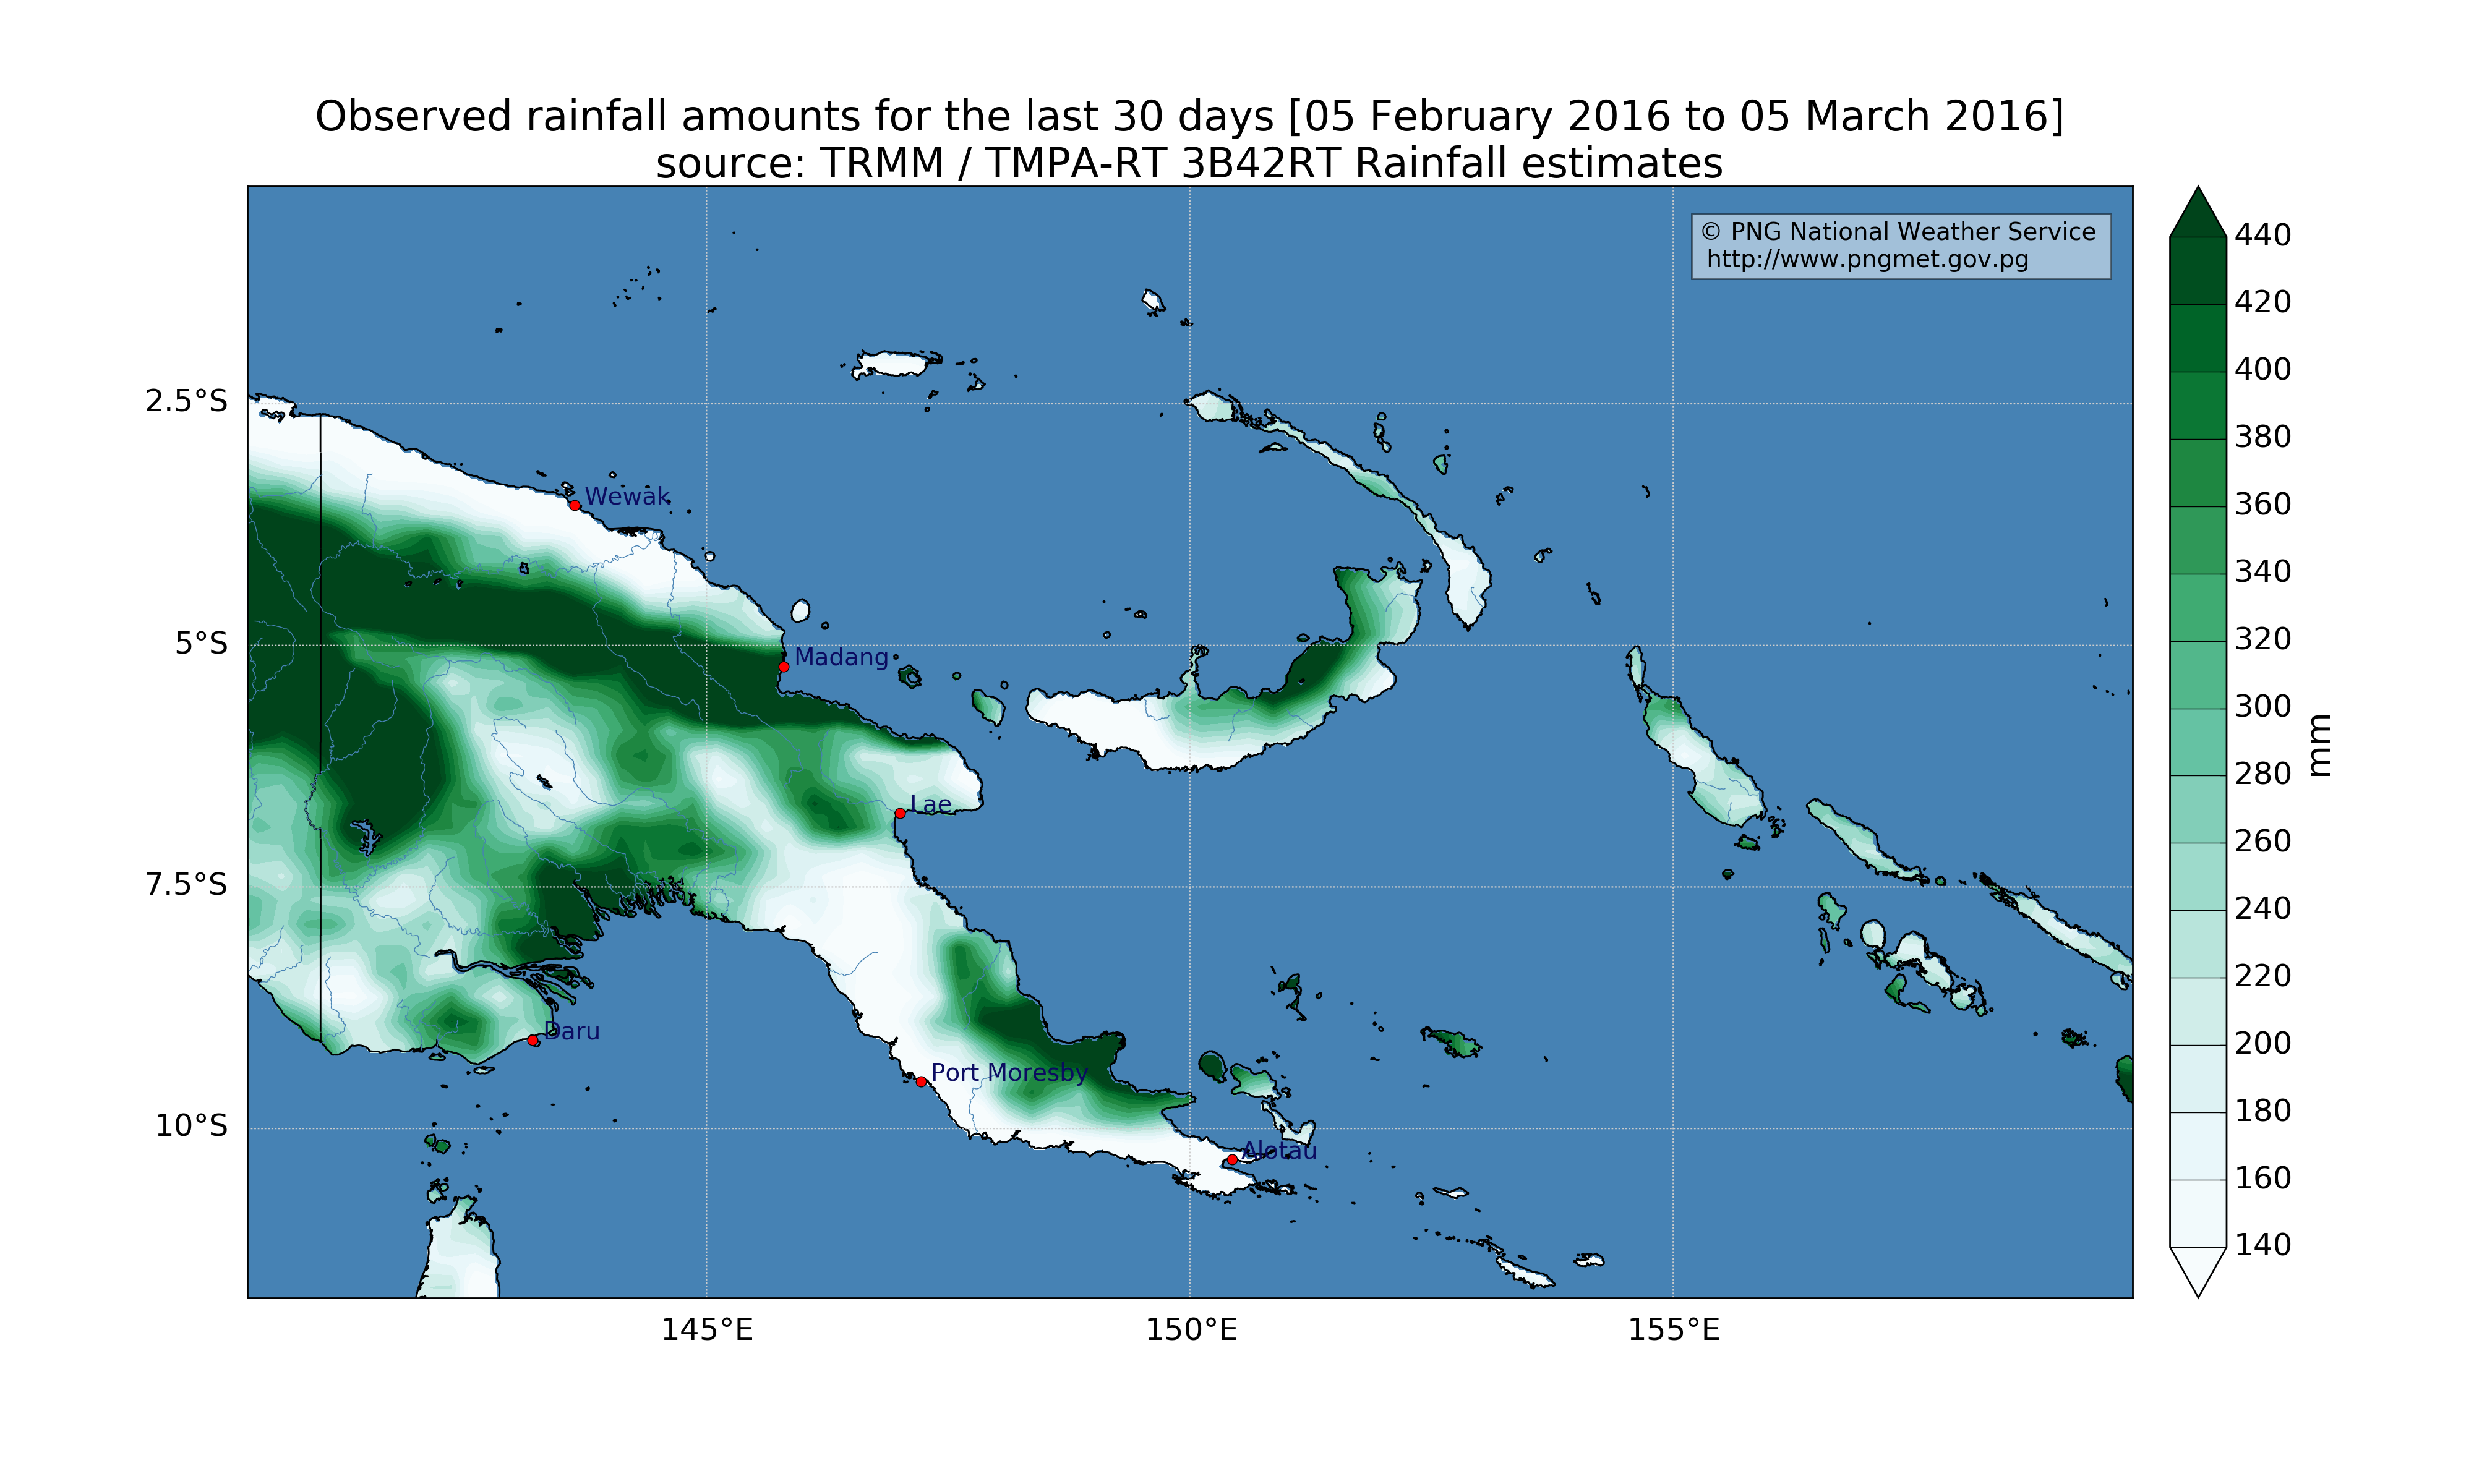 Observed rainfall amounts for the last 30 days [05 February 2016 to 05 March 2016]
source: TRMM / TMPA-RT 3B42RT Rainfall estimates
© PNG National Weather Service
http://www.pngmet.gov.pg
440
420
400
380
360
340
320
300
280
260
240
220
200
180
160
140
mm
2.5°S
5°S
7.5°S
10°S
Wewak
Madang
Lae
Daru
Port Moresby
Alotau
145°E
150°E
155°E